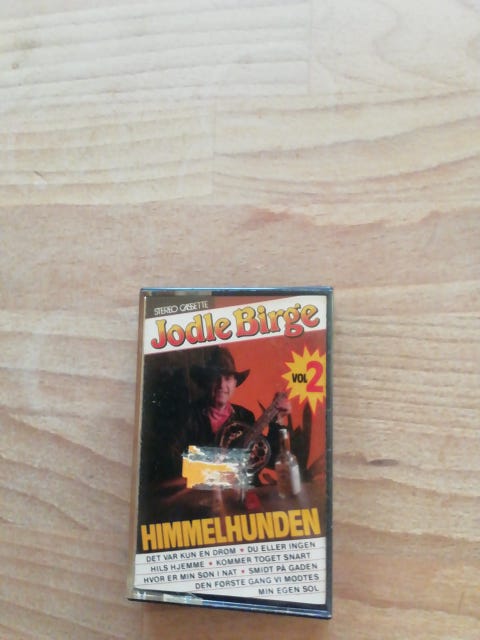 STEREO CASSETTE
Jodle Birge
VOL 2
HIMMELHUNDEN
DET VAR KUN EN DRØM • DU ELLER INGEN
HILS HJEMME • KOMMER TOGET SNART
HVOR ER MIN SØN I NAT • SMIDT PÅ GADEN
DEN FØRSTE GANG VI MØDTES
MIN EGEN SOL